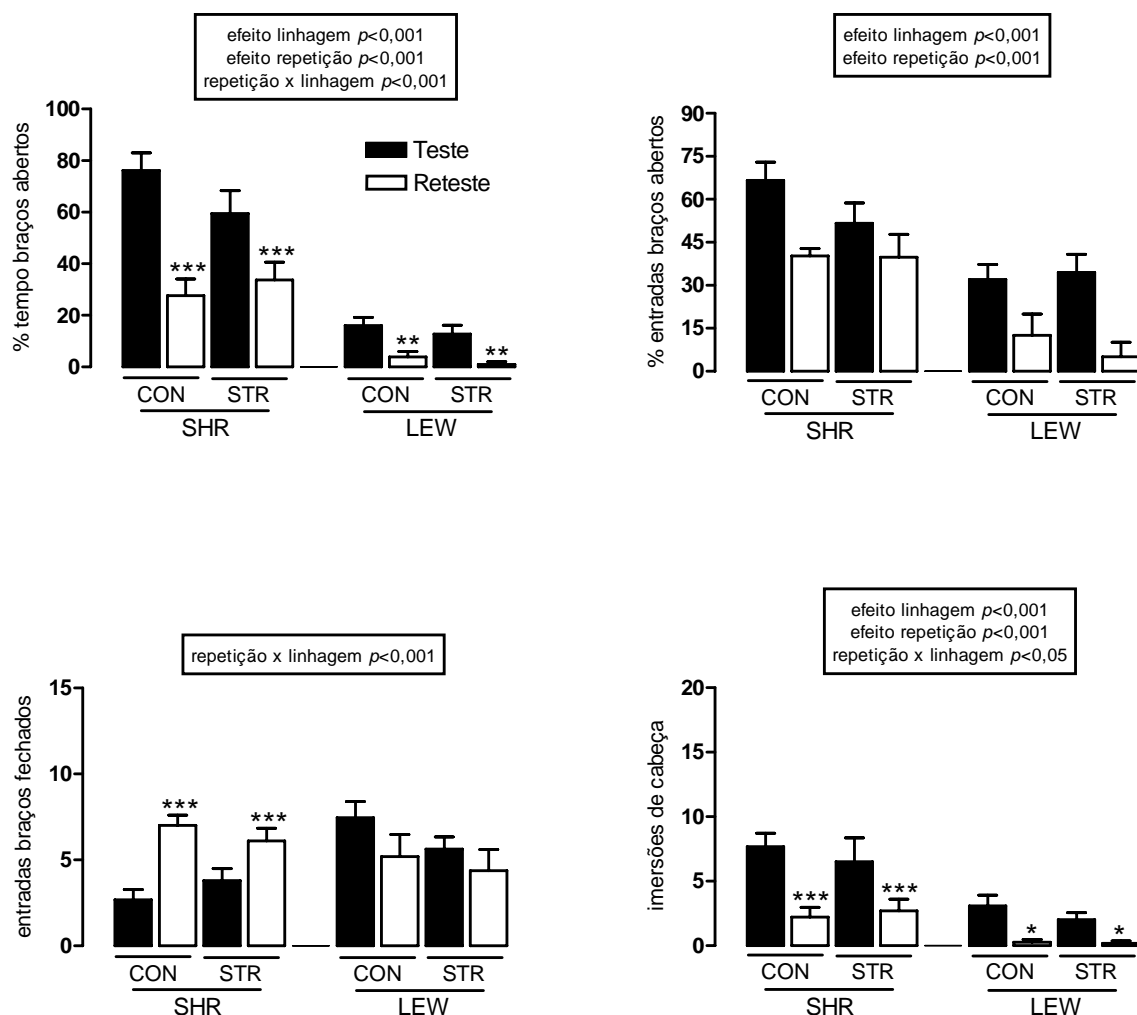 efeito linhagem p<0,001
efeito repetição p<0,001
repetição x linhagem p<0,001
% tempo braços abertos
100
80
60
40
20
0
Teste
Reteste
***
***
**
**
CON
STR
CON
STR
SHR
LEW
efeito linhagem p<0,001
efeito repetição p<0,001
% entradas braços abertos
90
75
60
45
30
15
0
CON
STR
CON
STR
SHR
LEW
repetição x linhagem p<0,001
entradas braços fechados
15
10
5
0
***
***
CON
STR
CON
STR
SHR
LEW
efeito linhagem p<0,001
efeito repetição p<0,001
repetição x linhagem p<0,05
imersões de cabeça
20
15
10
5
0
***
***
*
*
CON
STR
CON
STR
SHR
LEW